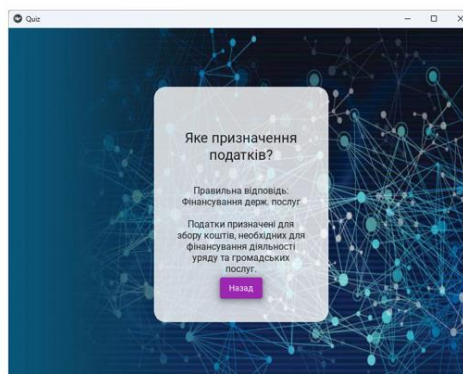 Quiz
Яке призначення
податків?
Правильна відповідь:
Фінансування держ. послуг
Податки призначені для
збору коштів, необхідних для
фінансування діяльності
уряду та громадських
послуг.
Назад